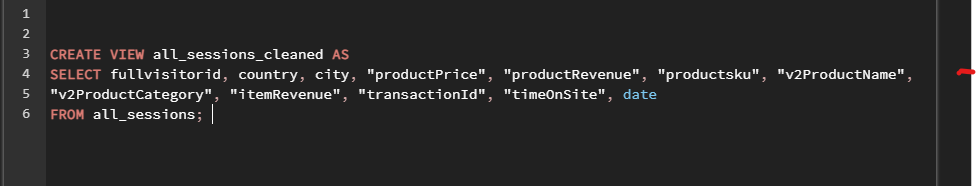 1
2
3 CREATE VIEW all_sessions_cleaned AS
4 SELECT fullvisitorid, country, city, "productPrice", "productRevenue", "productsku", "v2ProductName",
5 "v2ProductCategory", "itemRevenue", "transactionId", "timeOnSite", date
6 FROM all_sessions;